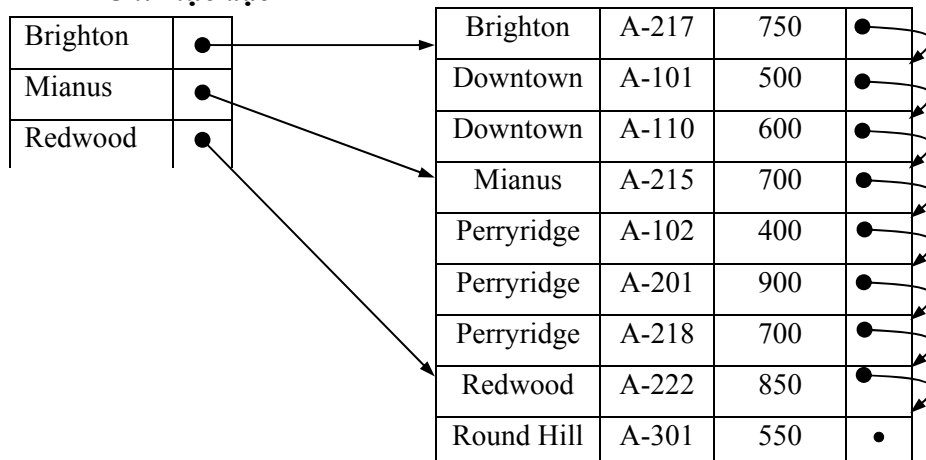 Brighton
Mianus
Redwood
Brighton A-217 750
Downtown A-101 500
Downtown A-110 600
Mianus A-215 700
Perryridge A-102 400
Perryridge A-201 900
Perryridge A-218 700
Redwood A-222 850
Round Hill A-301 550